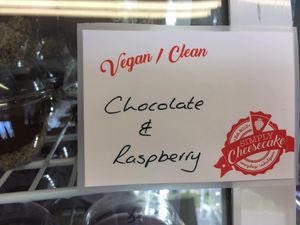 Vegan / Clean
Chocolate
&
Raspberry
SIMPLY
Cheesecake